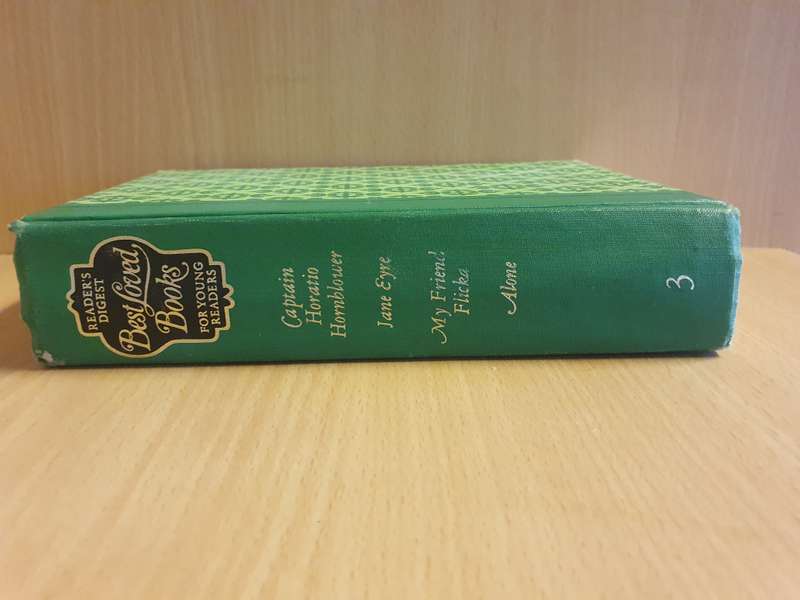 READER'S
DIGEST
Best Loved
Books
FOR YOUNG
READERS
Captain
Horatio
Hornblower
Jane Eyre
My Friend
Flicka
Alone
3